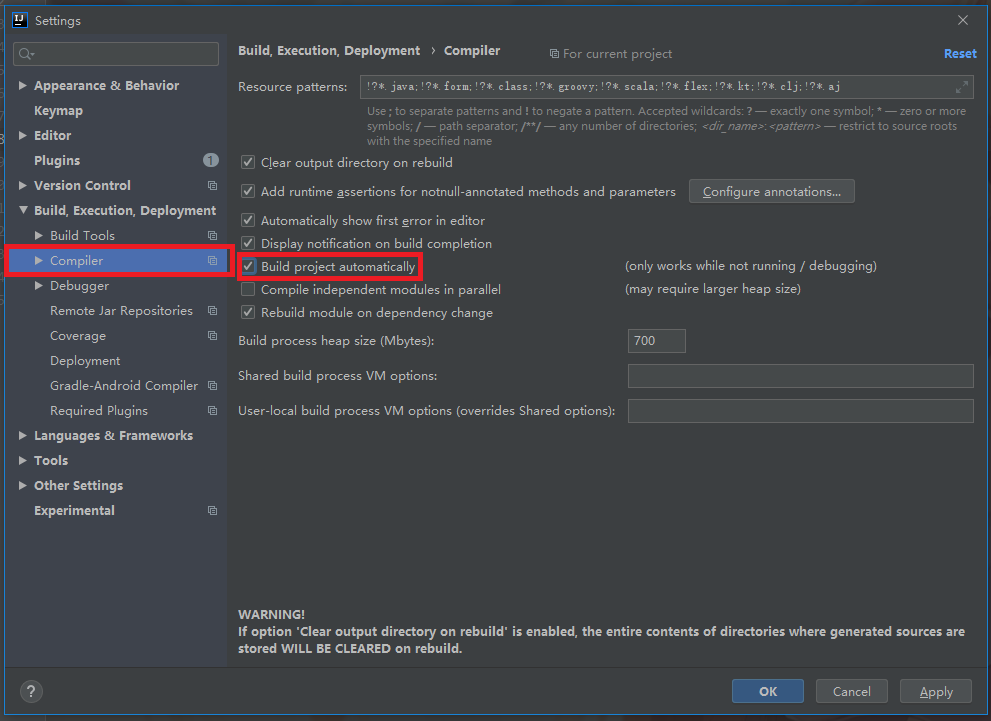 Settings
Build, Execution, Deployment › Compiler
For current project
Reset
Appearance & Behavior
Keymap
Editor
Plugins 1
Version Control
Build, Execution, Deployment
Build Tools
Compiler
Debugger
Remote Jar Repositories
Coverage
Deployment
Gradle-Android Compiler
Required Plugins
Languages & Frameworks
Tools
Other Settings
Experimental
Resource patterns: !?*.java;!?*.form;!?*.class;!?*.groovy;!?*.scala;!?*.flex;!?*.kt;!?*.clj;!?*.aj
Use ; to separate patterns and ! to negate a pattern. Accepted wildcards: ? — exactly one symbol; * — zero or more
symbols; / — path separator; /**/ — any number of directories; <dir_name>:<pattern> — restrict to source roots
with the specified name
Clear output directory on rebuild
Add runtime assertions for notnull-annotated methods and parameters Configure annotations...
Automatically show first error in editor
Display notification on build completion
Build project automatically (only works while not running / debugging)
Compile independent modules in parallel (may require larger heap size)
Rebuild module on dependency change
Build process heap size (Mbytes): 700
Shared build process VM options:
User-local build process VM options (overrides Shared options):
WARNING!
If option 'Clear output directory on rebuild' is enabled, the entire contents of directories where generated sources are
stored WILL BE CLEARED on rebuild.
? OK Cancel Apply